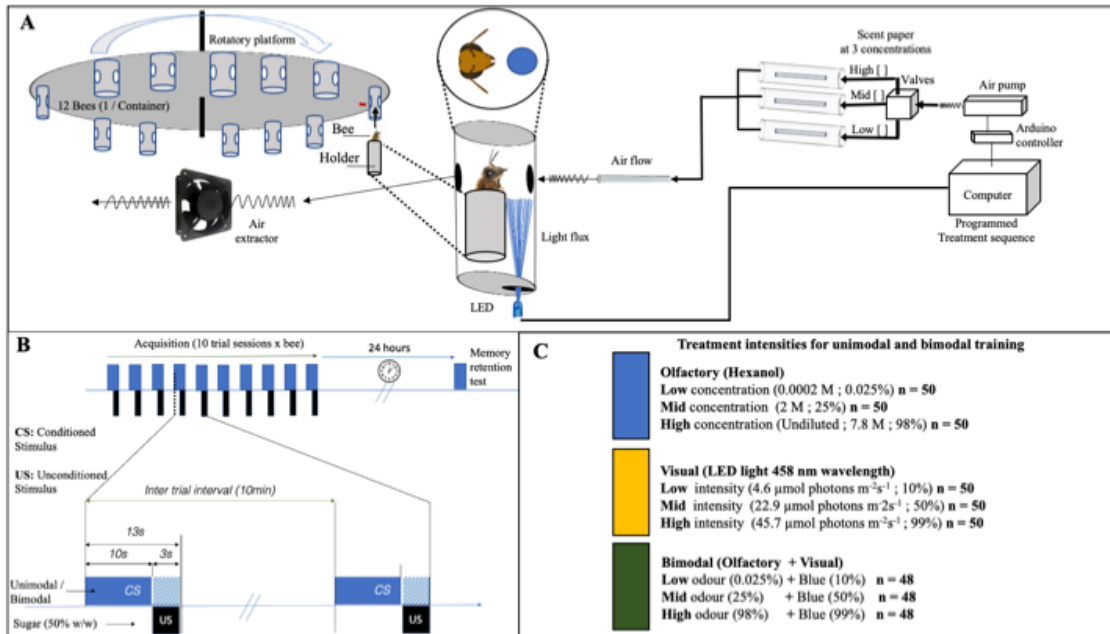 A
Rotatory platform
12 Bees (1 / Container)
Bee
Holder
Air
extractor
LED
Light flux
Air flow
Scent paper
at 3 concentrations
High [ ]
Mid [ ]
Low [ ]
Valves
Air pump
Arduino
controller
Computer
Programmed
Treatment sequence
B
Acquisition (10 trial sessions x bee)
24 hours
Memory
retention
test
CS: Conditioned
Stimulus
US: Unconditioned
Stimulus
Inter trial interval (10min)
13s
10s
3s
Unimodal /
Bimodal
CS
CS
US
US
Sugar (50% w/w)
C
Treatment intensities for unimodal and bimodal training
Olfactory (Hexanol)
Low concentration (0.0002 M ; 0.025%) n = 50
Mid concentration (2 M ; 25%) n = 50
High concentration (Undiluted ; 7.8 M ; 98%) n = 50
Visual (LED light 458 nm wavelength)
Low intensity (4.6 µmol photons m⁻²s⁻¹ ; 10%) n = 50
Mid intensity (22.9 µmol photons m⁻2s⁻¹ ; 50%) n = 50
High intensity (45.7 µmol photons m⁻²s⁻¹ ; 99%) n = 50
Bimodal (Olfactory + Visual)
Low odour (0.025%) + Blue (10%) n = 48
Mid odour (25%) + Blue (50%) n = 48
High odour (98%) + Blue (99%) n = 48